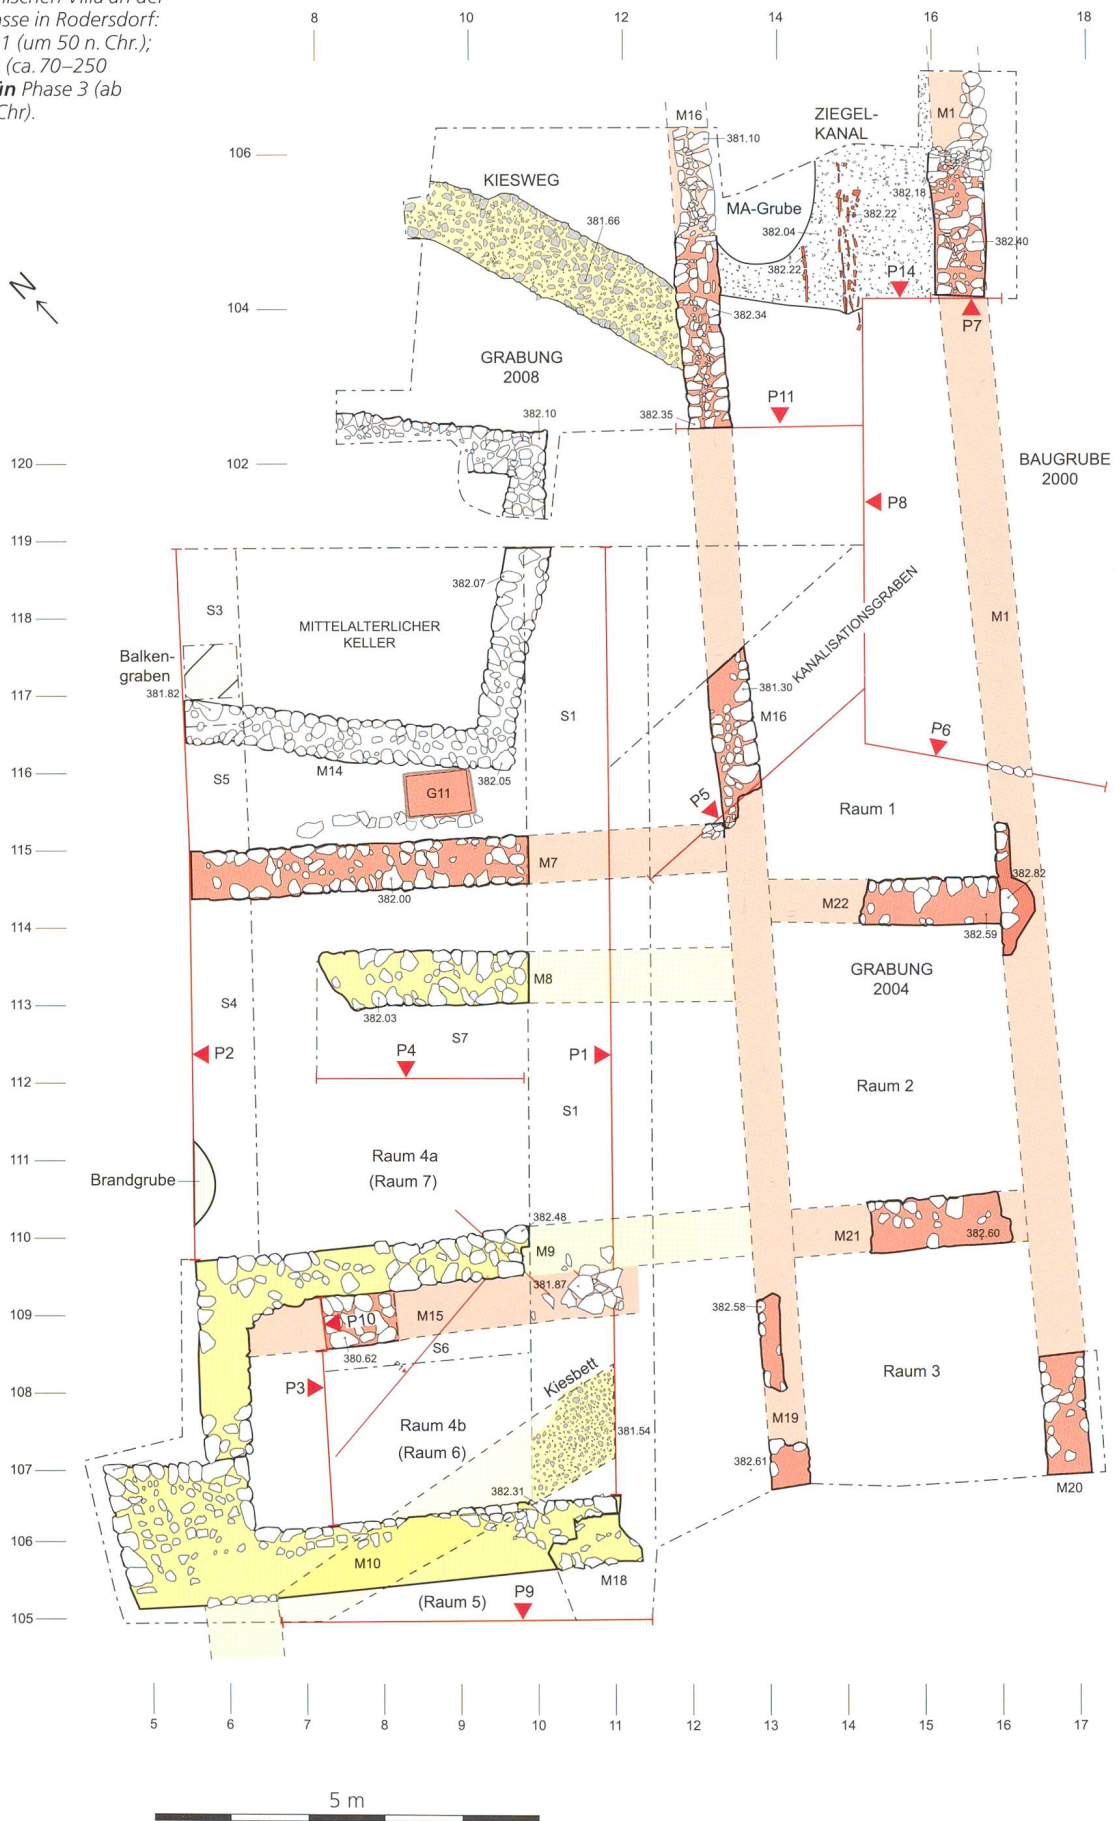 nischen Villa an der
asse in Rodersdorf:
1 (um 50 n. Chr.);
(ca. 70–250
ün Phase 3 (ab
Chr).
8
10
12
14
16
18
M16
381.10
ZIEGEL-
KANAL
M1
106
KIESWEG
382.18
381.66
MA-Grube
382.22
382.04
382.40
382.22
N
P14
104
382.34
P7
GRABUNG
2008
P11
382.10
382.35
120
102
BAUGRUBE
2000
P8
119
382.07
S3
118
MITTELALTERLICHER
KELLER
KANALISATIONSGRABEN
M1
Balken-
graben
381.82
381.30
117
S1
M16
P6
116
S5
M14
382.05
G11
P5
Raum 1
115
M7
382.82
382.00
M22
382.59
114
GRABUNG
2004
M8
113
S4
382.03
S7
P2
P4
P1
112
Raum 2
S1
111
Raum 4a
(Raum 7)
Brandgrube
382.48
110
M9
M21
382.60
381.87
109
382.58
P10
M15
380.62
S6
P3
Kiesbett
Raum 3
108
Raum 4b
(Raum 6)
M19
381.54
107
382.61
382.31
M20
106
M10
M18
(Raum 5)
P9
105
5
6
7
8
9
10
11
12
13
14
15
16
17
5 m